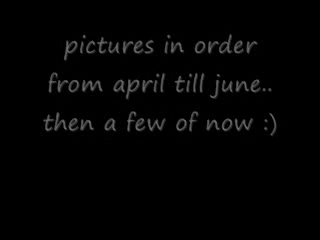 pictures in order
from april till june..
then a few of now :)